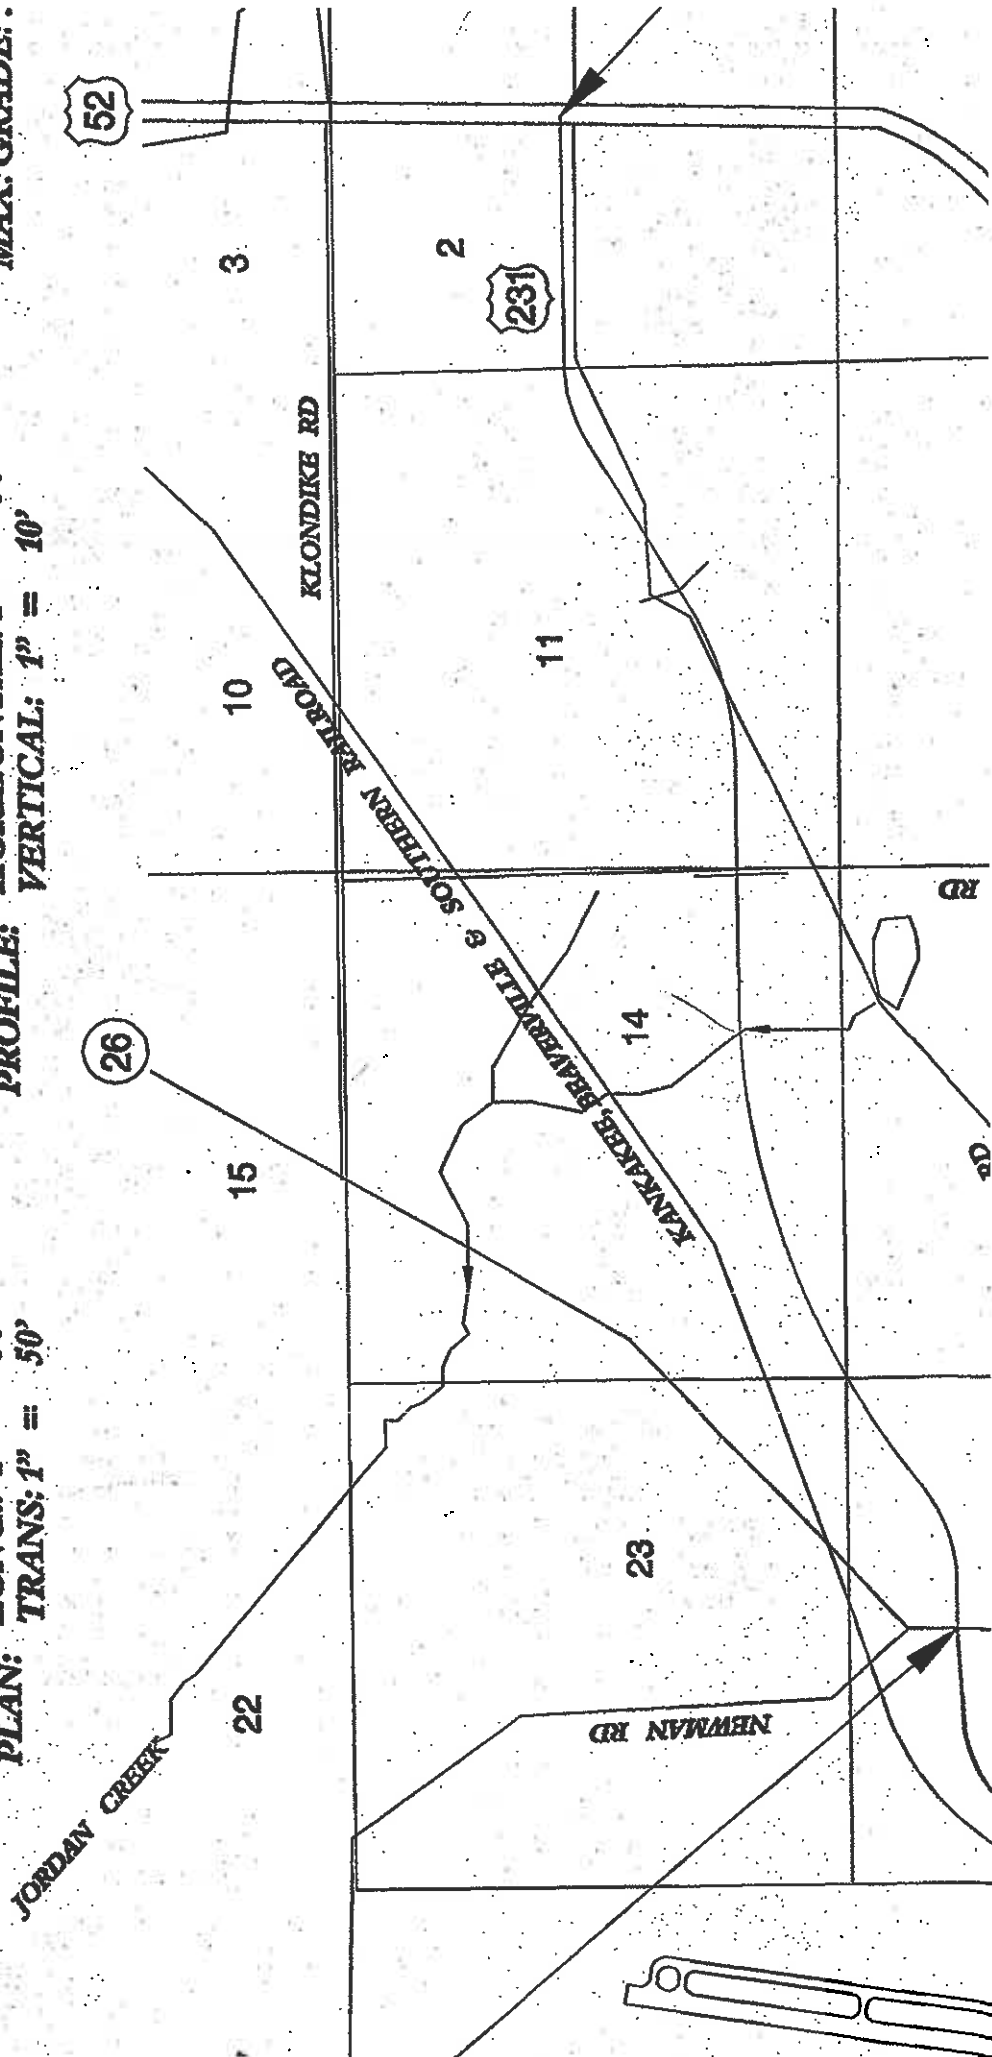 PLAN:
TRANS: 1" = 50'
PROFILE:
VERTICAL: 1" = 10'
MAX. GRADE:
JORDAN CREEK
22
15
26
10
3
52
KLONDIKE RD
KANKAKEE, BEAVERVILLE & SOUTHERN RAILROAD
2
231
11
14
23
NEWMAN RD
RD
RD